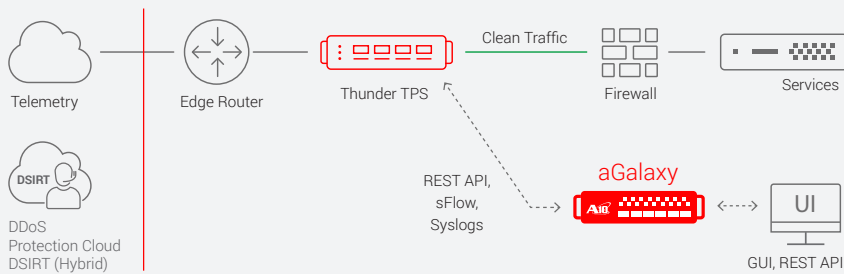 Clean Traffic
Telemetry
Edge Router
Thunder TPS
Firewall
Services
DSIRT
DDoS
Protection Cloud
DSIRT (Hybrid)
REST API,
sFlow,
Syslogs
aGalaxy
A10
UI
GUI, REST API